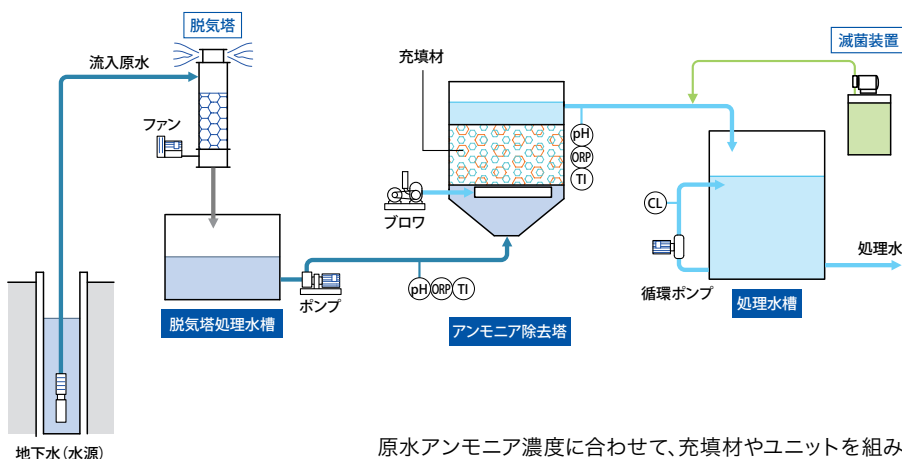 脱気塔
滅菌装置
流入原水
充填材
ファン
pH
ORP
TI
ブロワ
CL
処理水
ポンプ
pH ORP TI
循環ポンプ
脱気塔処理水槽
アンモニア除去塔
処理水槽
地下水(水源)
原水アンモニア濃度に合わせて、充填材やユニットを組み